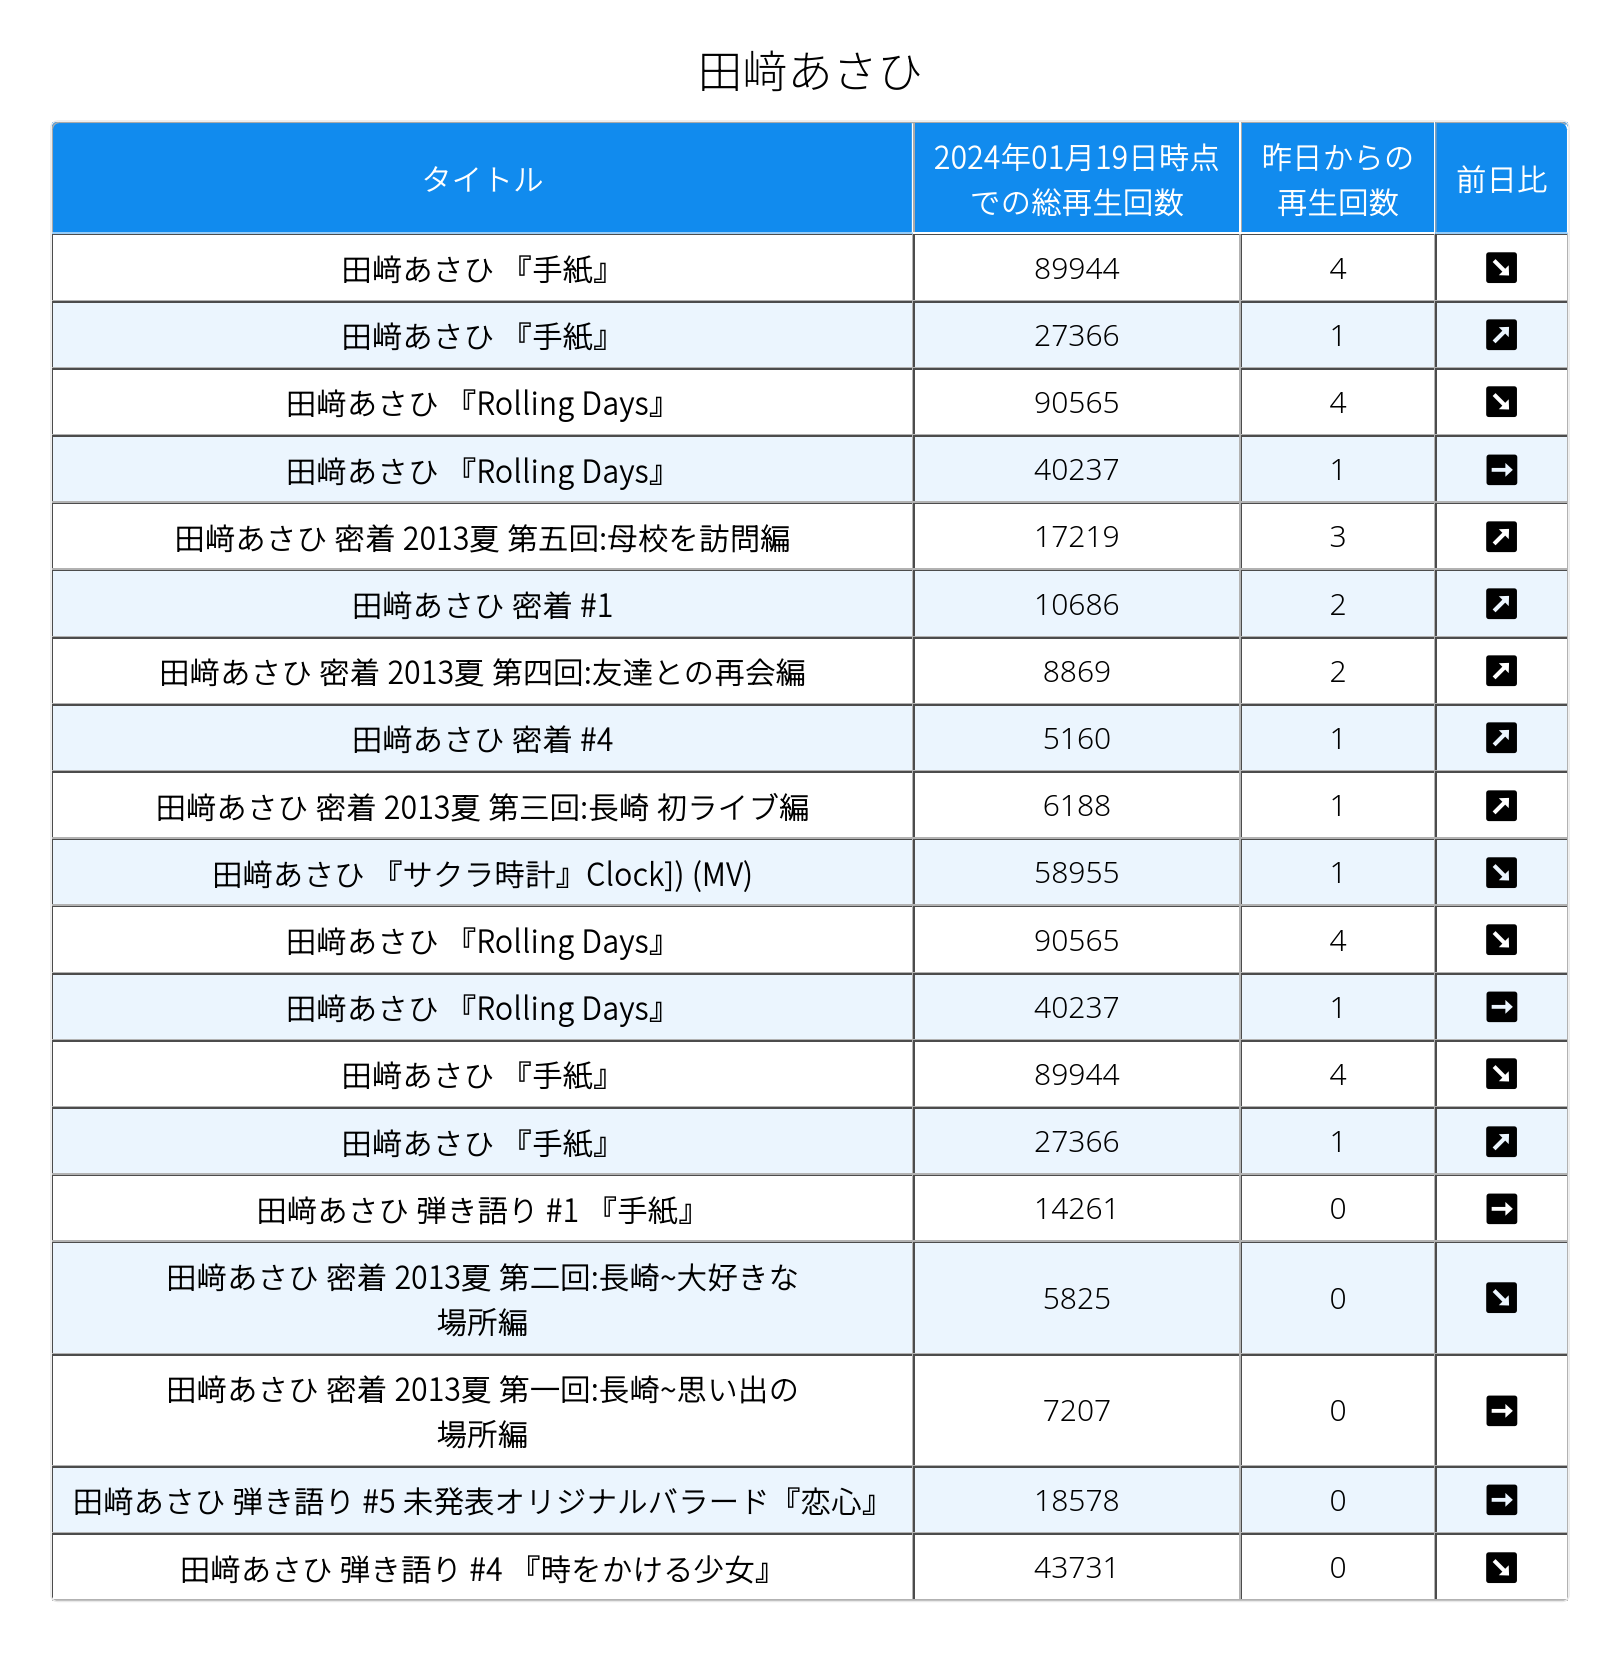 田﨑あさひ
タイトル 2024年01月19日時点 昨日からの 前日比
での総再生回数 再生回数
田﨑あさひ 『手紙』 89944 4 ↘
田﨑あさひ 『手紙』 27366 1 ↗
田﨑あさひ 『Rolling Days』 90565 4 ↘
田﨑あさひ 『Rolling Days』 40237 1 →
田﨑あさひ 密着 2013夏 第五回:母校を訪問編 17219 3 ↗
田﨑あさひ 密着 #1 10686 2 ↗
田﨑あさひ 密着 2013夏 第四回:友達との再会編 8869 2 ↗
田﨑あさひ 密着 #4 5160 1 ↗
田﨑あさひ 密着 2013夏 第三回:長崎 初ライブ編 6188 1 ↗
田﨑あさひ 『サクラ時計』Clock]) (MV) 58955 1 ↘
田﨑あさひ 『Rolling Days』 90565 4 ↘
田﨑あさひ 『Rolling Days』 40237 1 →
田﨑あさひ 『手紙』 89944 4 ↘
田﨑あさひ 『手紙』 27366 1 ↗
田﨑あさひ 弾き語り #1 『手紙』 14261 0 →
田﨑あさひ 密着 2013夏 第二回:長崎~大好きな
場所編 5825 0 ↘
田﨑あさひ 密着 2013夏 第一回:長崎~思い出の
場所編 7207 0 →
田﨑あさひ 弾き語り #5 未発表オリジナルバラード『恋心』 18578 0 →
田﨑あさひ 弾き語り #4 『時をかける少女』 43731 0 ↘